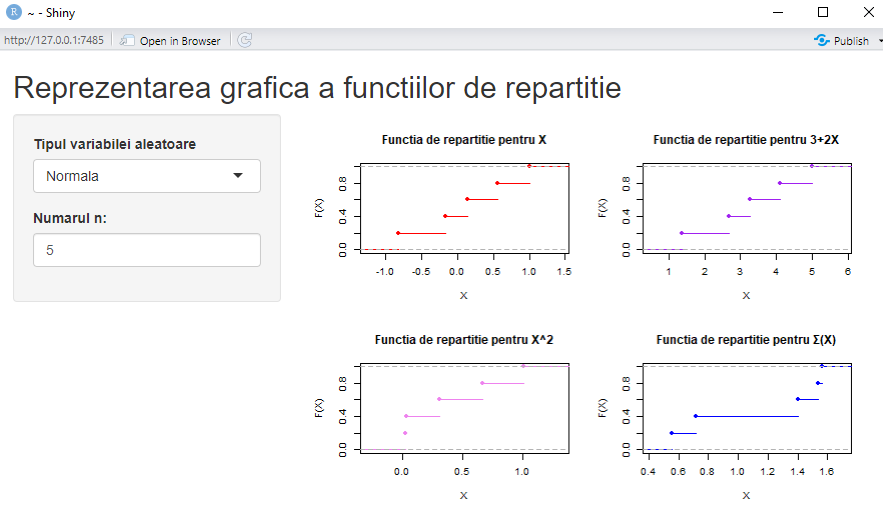 R ~ - Shiny
http://127.0.0.1:7485 Open in Browser Publish
Reprezentarea grafica a functiilor de repartitie
Tipul variabilei aleatoare
Normala
Numarul n:
5
Functia de repartitie pentru X
F(X)
0.0 0.4 0.8
-1.0 -0.5 0.0 0.5 1.0 1.5
X
Functia de repartitie pentru 3+2X
F(X)
0.0 0.4 0.8
1 2 3 4 5 6
X
Functia de repartitie pentru X^2
F(X)
0.0 0.4 0.8
0.0 0.5 1.0
X
Functia de repartitie pentru Σ(X)
F(X)
0.0 0.4 0.8
0.4 0.6 0.8 1.0 1.2 1.4 1.6
X